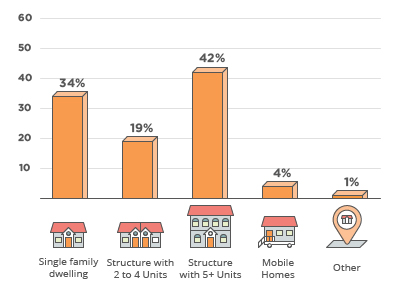 60
50
40
30
20
10
34%
19%
42%
4%
1%
Single family
dwelling
Structure with
2 to 4 Units
Structure
with 5+ Units
Mobile
Homes
Other